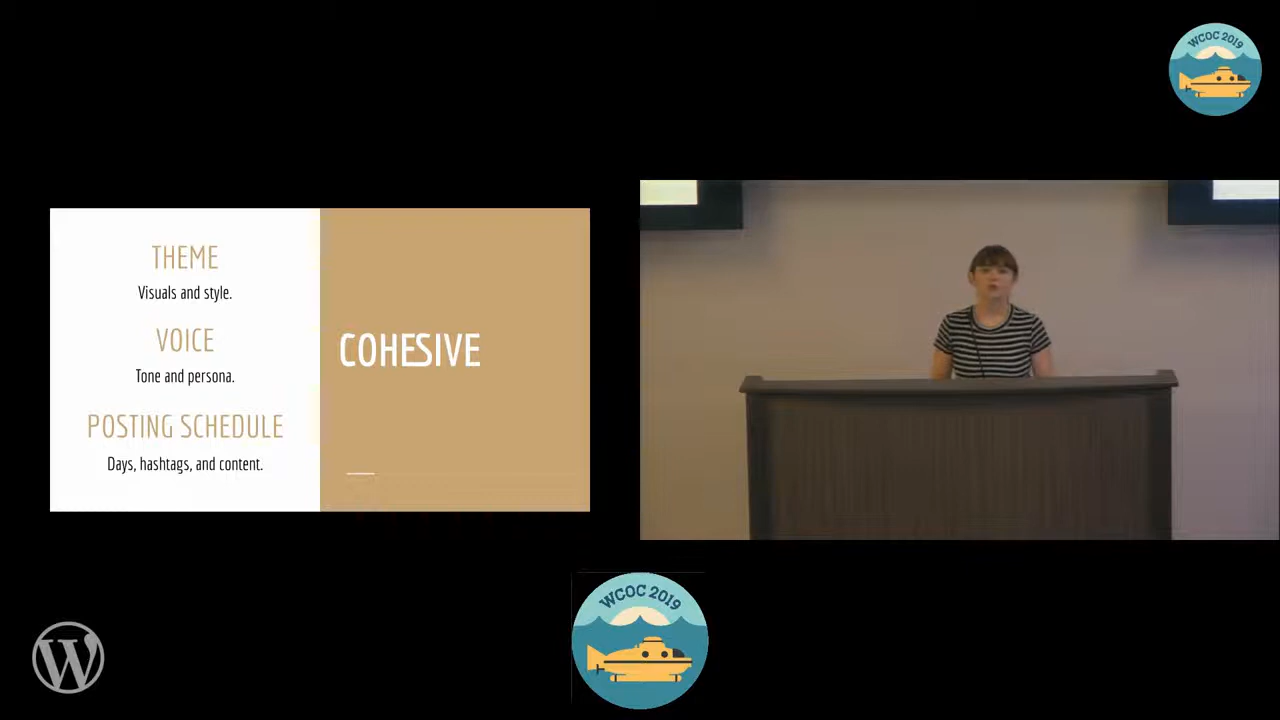 WCOC 2019
THEME
Visuals and style.
VOICE
Tone and persona.
POSTING SCHEDULE
Days, hashtags, and content.
COHESIVE
WCOC 2019
W